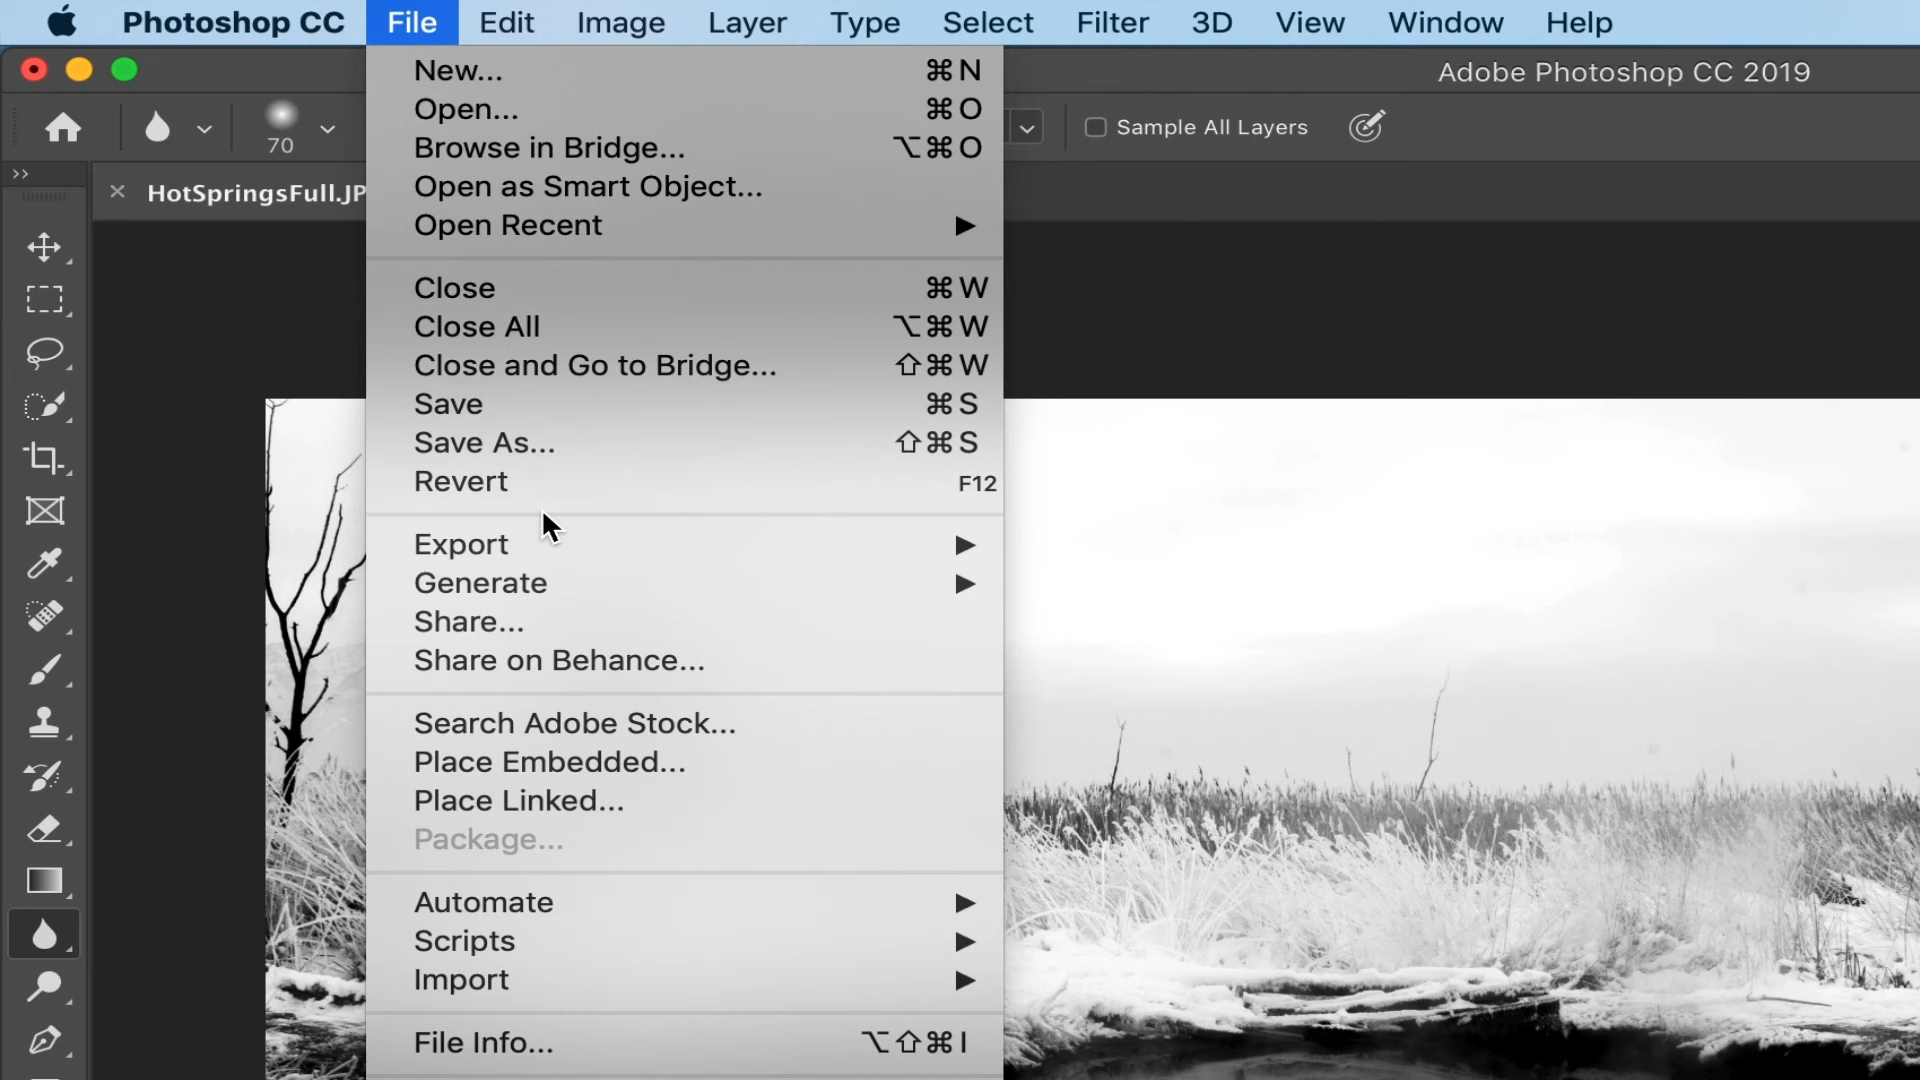 Photoshop CC File Edit Image Layer Type Select Filter 3D View Window Help
Adobe Photoshop CC 2019
70
Sample All Layers
HotSpringsFull.JP
New... ⌘N
Open... ⌘O
Browse in Bridge... ⌥⌘O
Open as Smart Object...
Open Recent ▶
Close ⌘W
Close All ⌥⌘W
Close and Go to Bridge... ⇧⌘W
Save ⌘S
Save As... ⇧⌘S
Revert F12
Export ▶
Generate ▶
Share...
Share on Behance...
Search Adobe Stock...
Place Embedded...
Place Linked...
Package...
Automate ▶
Scripts ▶
Import ▶
File Info... ⌥⇧⌘I